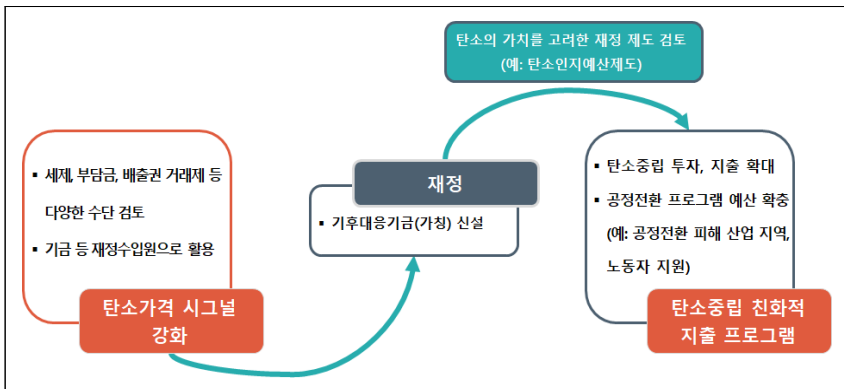 탄소의 가치를 고려한 재정 제도 검토
(예: 탄소인지예산제도)
▪ 세제, 부담금, 배출권 거래제 등
다양한 수단 검토
▪ 기금 등 재정수입원으로 활용
탄소가격 시그널
강화
재정
▪ 기후대응기금(가칭) 신설
▪ 탄소중립 투자, 지출 확대
▪ 공정전환 프로그램 예산 확충
(예: 공정전환 피해 산업 지역,
노동자 지원)
탄소중립 친화적
지출 프로그램